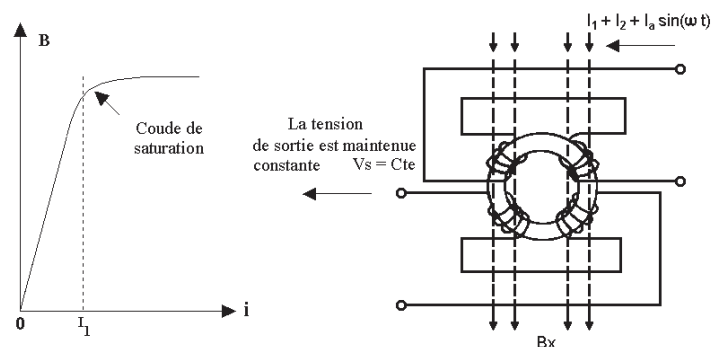 B
Coude de
saturation
0
I1
i
I1 + I2 + Ia sin(ω t)
La tension
de sortie est maintenue
constante Vs = Cte
Bx